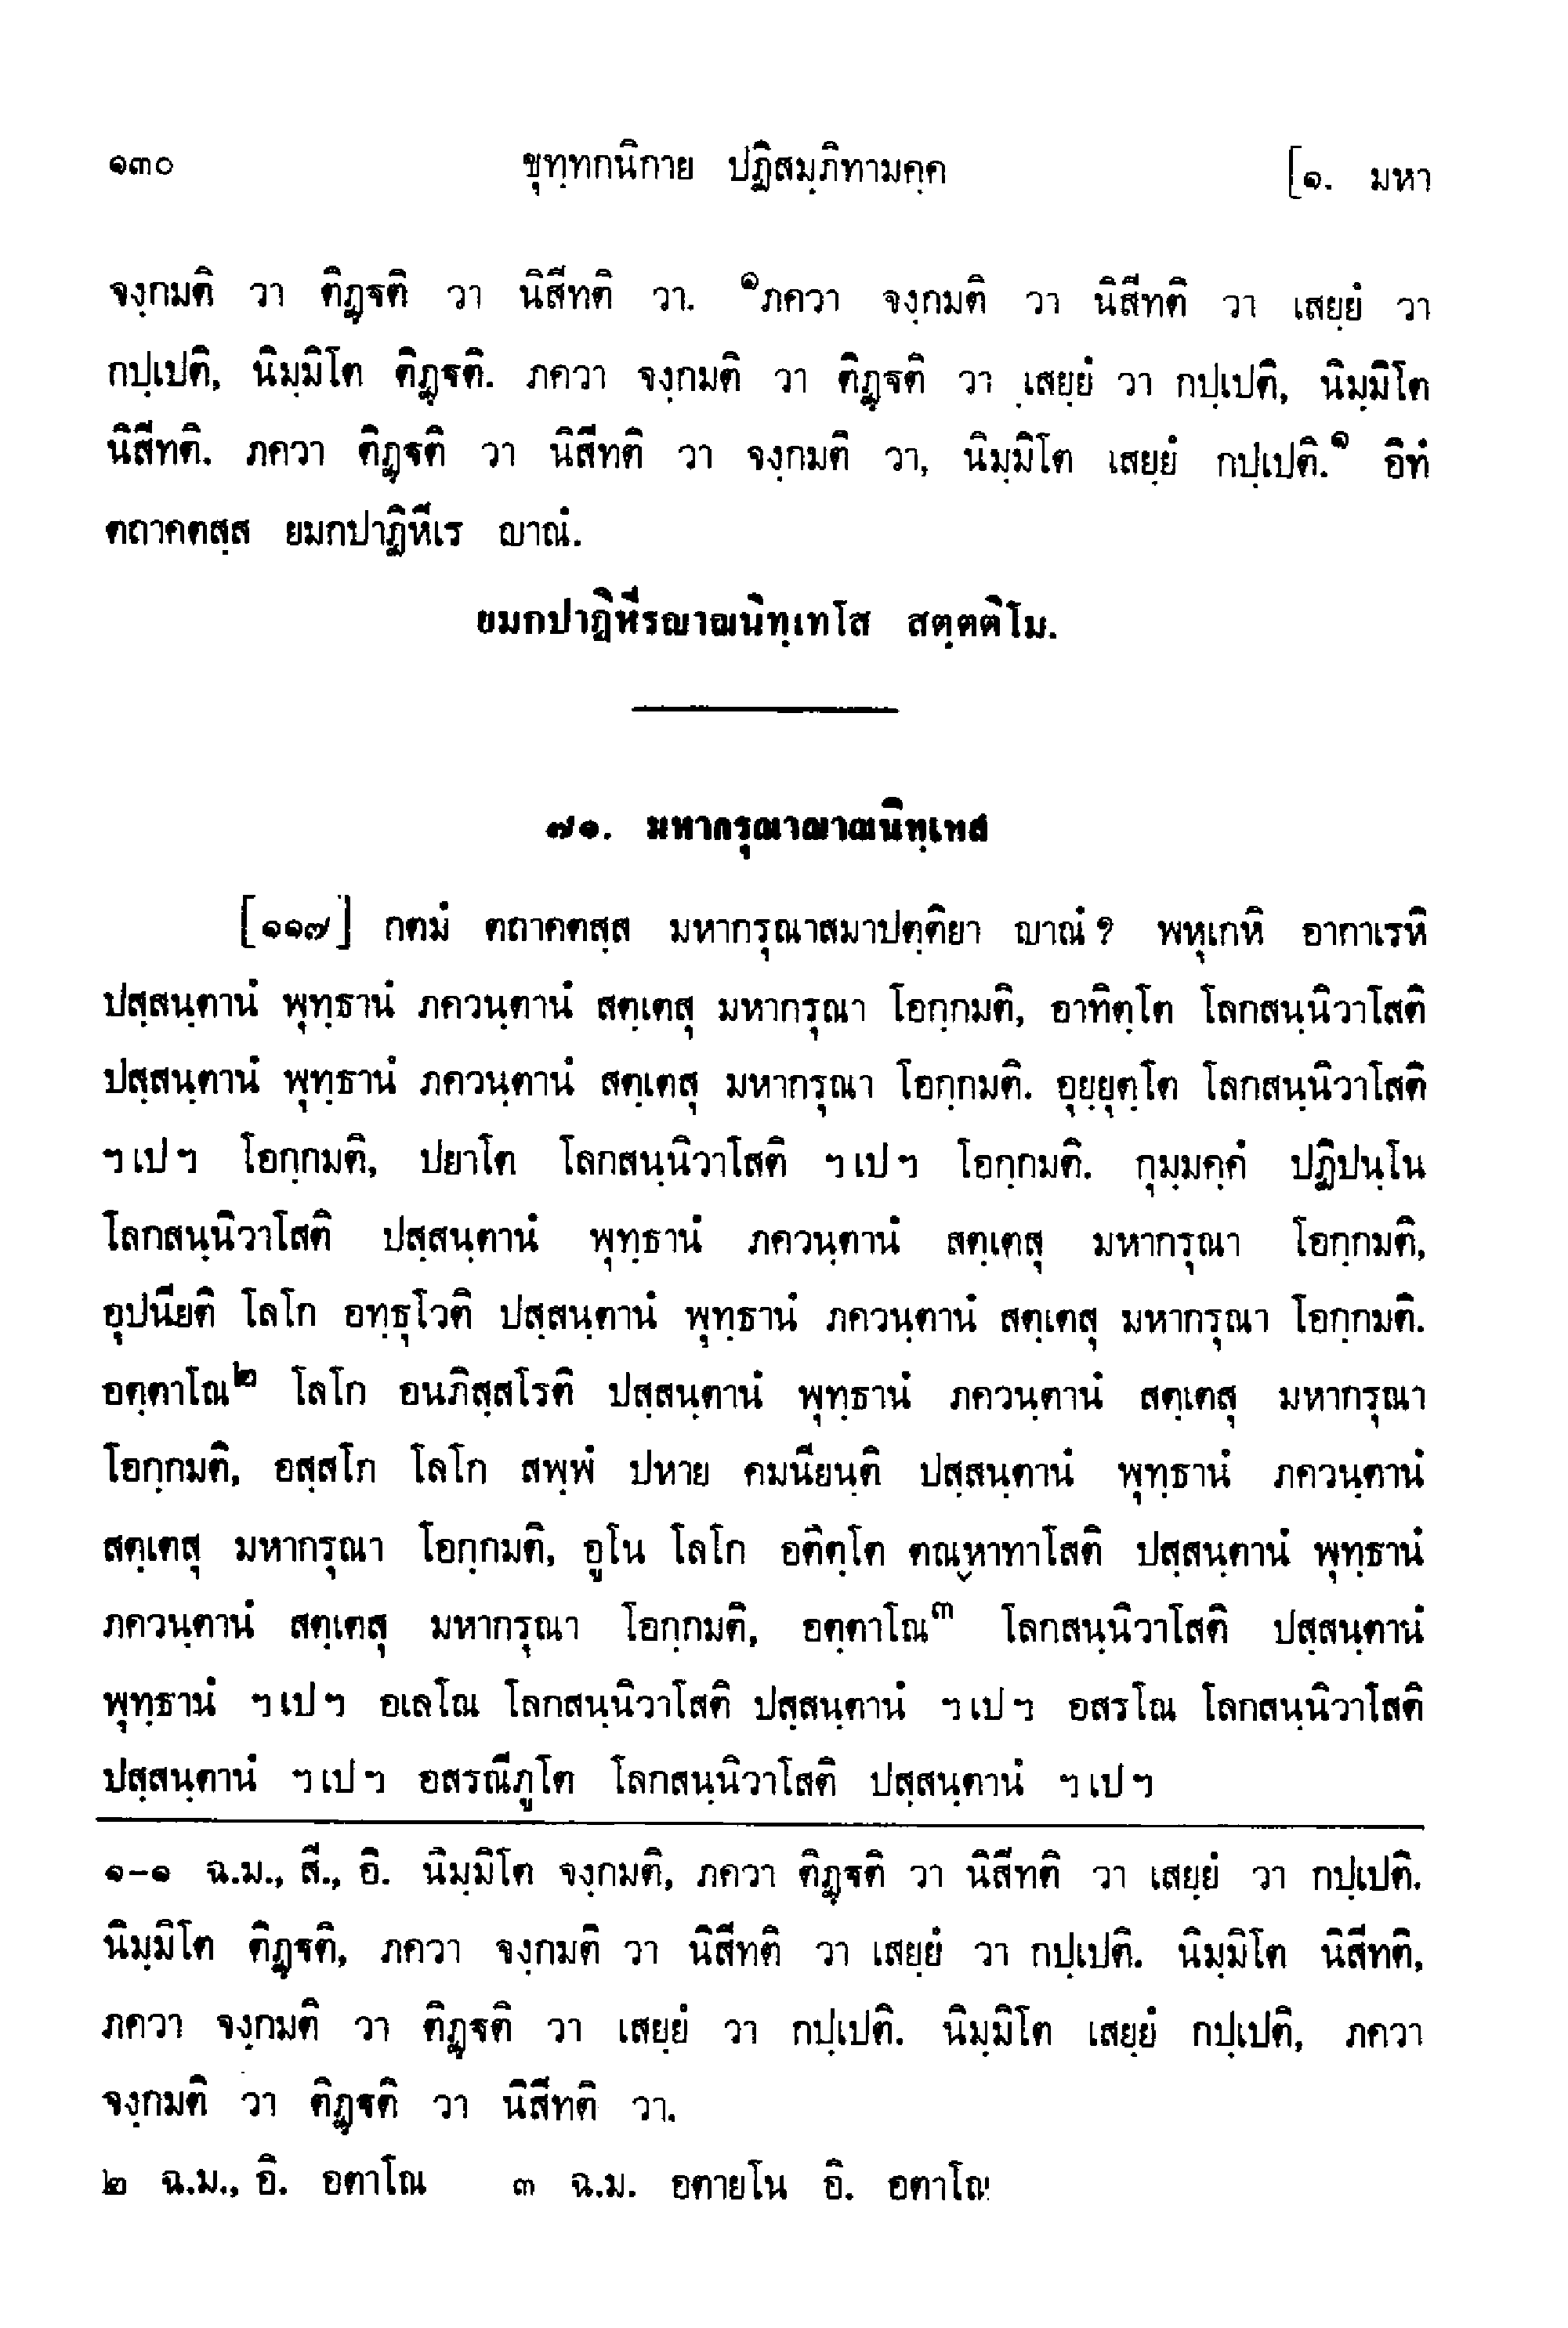 ๑๓๐ ขุทฺทกนิกาย ปฏิสมฺภิทามคฺค [๑. มหา
จงฺกมติ วา ติฏฺฐติ วา นิสีทติ วา. ๑ภควา จงฺกมติ วา นิสีทติ วา เสยฺยํ วา
กปฺเปติ, นิมฺมิโต ติฏฺฐติ. ภควา จงฺกมติ วา ติฏฺฐติ วา เสยฺยํ วา กปฺเปติ, นิมฺมิโต
นิสีทติ. ภควา ติฏฺฐติ วา นิสีทติ วา จงฺกมติ วา, นิมฺมิโต เสยฺยํ กปฺเปติ.๑ อิทํ
ตถาคตสฺส ยมกปาฏิหีเร ญาณํ.
ยมกปาฏิหีรญาณนิทฺเทโส สตฺตติโม.
๗๑. มหากรุณาญาณนิทฺเทส
[๑๑๗] กตมํ ตถาคตสฺส มหากรุณาสมาปตฺติยา ญาณํ ? พหุเกหิ อากาเรหิ
ปสฺสนฺตานํ พุทฺธานํ ภควนฺตานํ สตฺเตสุ มหากรุณา โอกฺกมติ, อาทิตฺโต โลกสนฺนิวาโสติ
ปสฺสนฺตานํ พุทฺธานํ ภควนฺตานํ สตฺเตสุ มหากรุณา โอกฺกมติ. อุยฺยุตฺโต โลกสนฺนิวาโสติ
ฯ เป ฯ โอกฺกมติ, ปยาโต โลกสนฺนิวาโสติ ฯ เป ฯ โอกฺกมติ. กุมฺมคฺคํ ปฏิปนฺโน
โลกสนฺนิวาโสติ ปสฺสนฺตานํ พุทฺธานํ ภควนฺตานํ สตฺเตสุ มหากรุณา โอกฺกมติ,
อุปนียติ โลโก อทฺธุโวติ ปสฺสนฺตานํ พุทฺธานํ ภควนฺตานํ สตฺเตสุ มหากรุณา โอกฺกมติ.
อตฺตาโณ๒ โลโก อนภิสฺสโรติ ปสฺสนฺตานํ พุทฺธานํ ภควนฺตานํ สตฺเตสุ มหากรุณา
โอกฺกมติ, อสฺสโก โลโก สพฺพํ ปหาย คมนียนฺติ ปสฺสนฺตานํ พุทฺธานํ ภควนฺตานํ
สตฺเตสุ มหากรุณา โอกฺกมติ, อูโน โลโก อติตฺโต ตณฺหาทาโสติ ปสฺสนฺตานํ พุทฺธานํ
ภควนฺตานํ สตฺเตสุ มหากรุณา โอกฺกมติ, อตฺตาโณ๓ โลกสนฺนิวาโสติ ปสฺสนฺตานํ
พุทฺธานํ ฯ เป ฯ อเลโณ โลกสนฺนิวาโสติ ปสฺสนฺตานํ ฯ เป ฯ อสรโณ โลกสนฺนิวาโสติ
ปสฺสนฺตานํ ฯ เป ฯ อสรณีภูโต โลกสนฺนิวาโสติ ปสฺสนฺตานํ ฯ เป ฯ
๑-๑ ฉ.ม., สี., อิ. นิมฺมิโต จงฺกมติ, ภควา ติฏฺฐติ วา นิสีทติ วา เสยฺยํ วา กปฺเปติ.
นิมฺมิโต ติฏฺฐติ, ภควา จงฺกมติ วา นิสีทติ วา เสยฺยํ วา กปฺเปติ. นิมฺมิโต นิสีทติ,
ภควา จงฺกมติ วา ติฏฺฐติ วา เสยฺยํ วา กปฺเปติ. นิมฺมิโต เสยฺยํ กปฺเปติ, ภควา
จงฺกมติ วา ติฏฺฐติ วา นิสีทติ วา.
๒ ฉ.ม., อิ. อตาโณ ๓ ฉ.ม. อตายโน อิ. อตาโณ